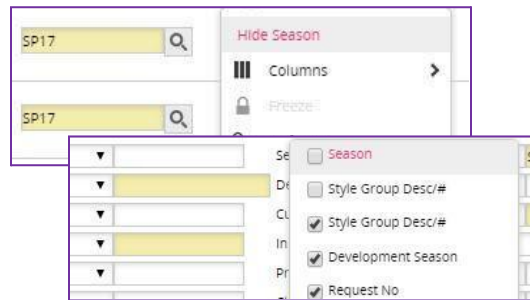 SP17
Hide Season
Columns
Freeze
SP17
Se
Season
De
Style Group Desc/#
Cu
Style Group Desc/#
In
Development Season
Pr
Request No